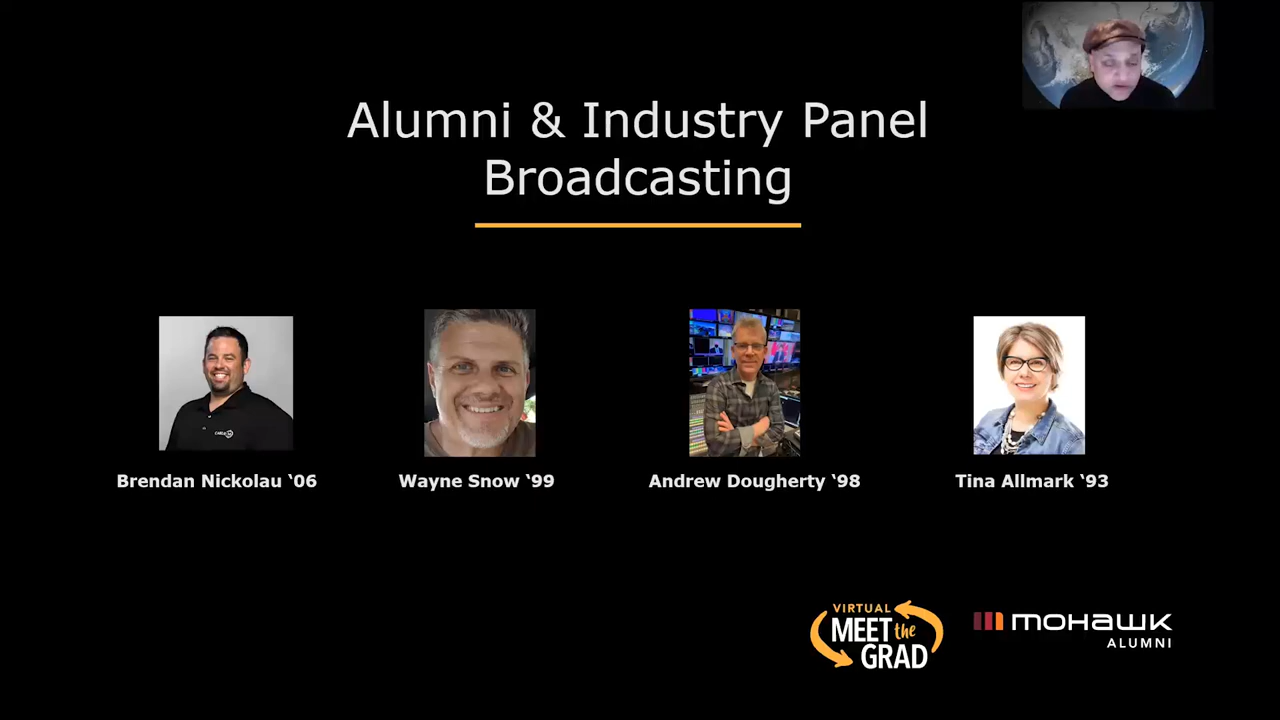 Alumni & Industry Panel
Broadcasting
Brendan Nickolau ‘06
Wayne Snow ‘99
Andrew Dougherty ‘98
Tina Allmark ‘93
VIRTUAL
MEET the
GRAD
MOHAWK
ALUMNI